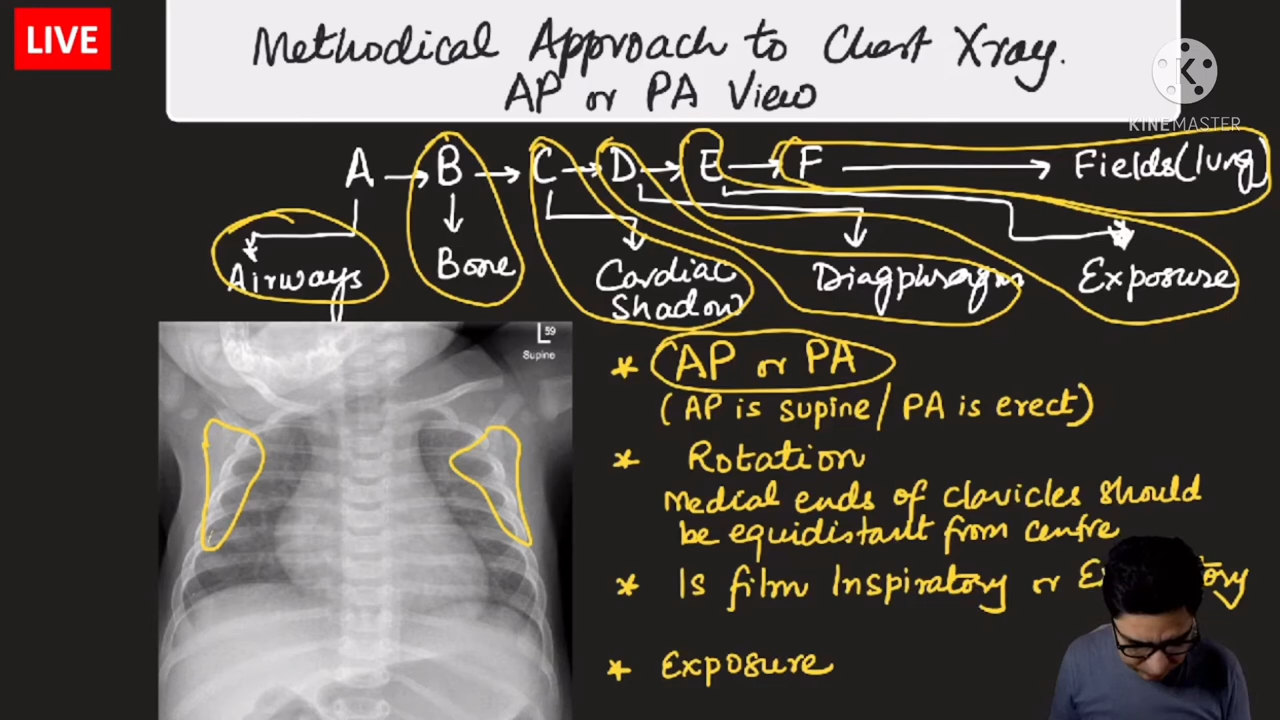 LIVE
Methodical Approach to Chest Xray.
AP or PA View
KINEMASTER
A → B → C → D → E → F → Fields (lung)
Airways
Bone
Cardiac
Shadow
Diagphragm
Exposure
L 59
Supine
* AP or PA
(AP is supine / PA is erect)
* Rotation
Medial ends of clavicles should
be equidistant from centre
* Is film Inspiratory or
* Exposure